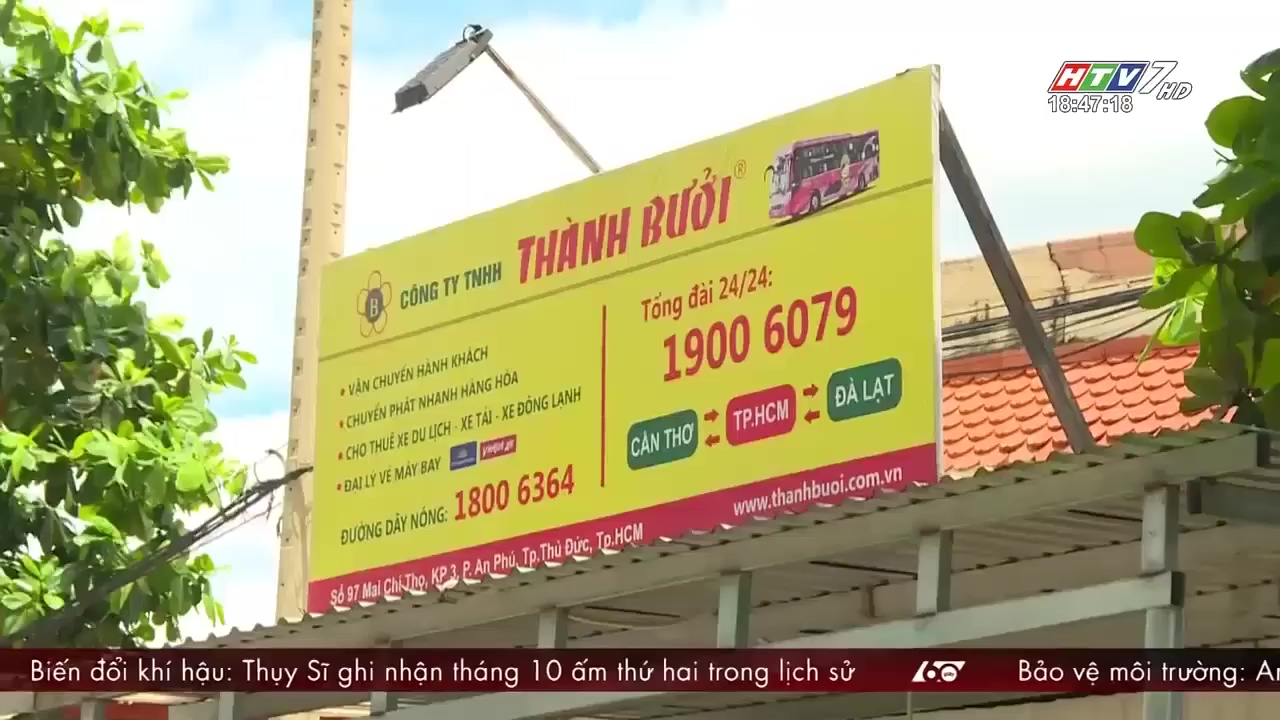 HTV7 HD
18:47:18
B CÔNG TY TNHH THÀNH BƯỞI ®
• VẬN CHUYỂN HÀNH KHÁCH
• CHUYỂN PHÁT NHANH HÀNG HÓA
• CHO THUÊ XE DU LỊCH - XE TẢI - XE ĐÔNG LẠNH
• ĐẠI LÝ VÉ MÁY BAY
ĐƯỜNG DÂY NÓNG: 1800 6364
Tổng đài 24/24:
1900 6079
CẦN THƠ TP.HCM ĐÀ LẠT
www.thanhbuoi.com.vn
Số 97 Mai Chí Thọ, KP 3, P. An Phú, Tp.Thủ Đức, Tp.HCM
Biến đổi khí hậu: Thụy Sĩ ghi nhận tháng 10 ấm thứ hai trong lịch sử 60 giây Bảo vệ môi trường: